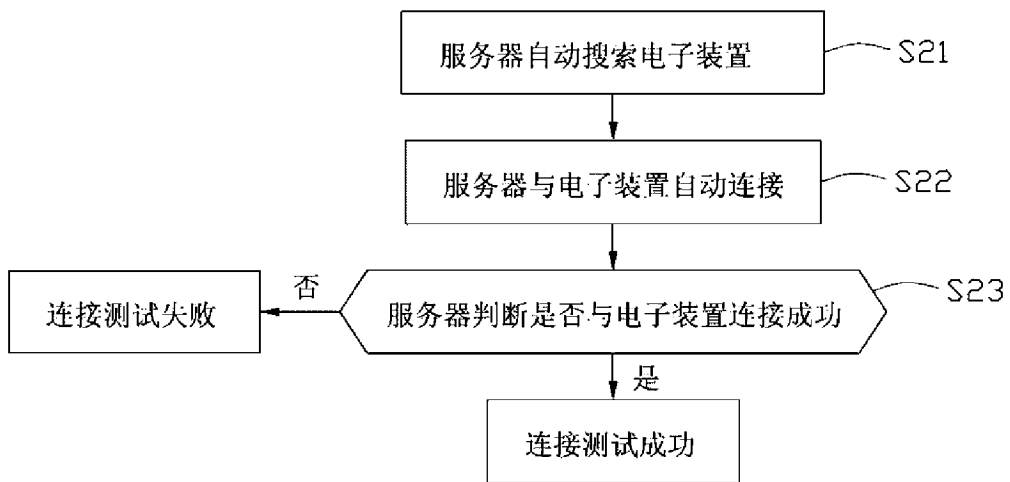 服务器自动搜索电子装置
S21
服务器与电子装置自动连接
S22
否
S23
连接测试失败
服务器判断是否与电子装置连接成功
是
连接测试成功